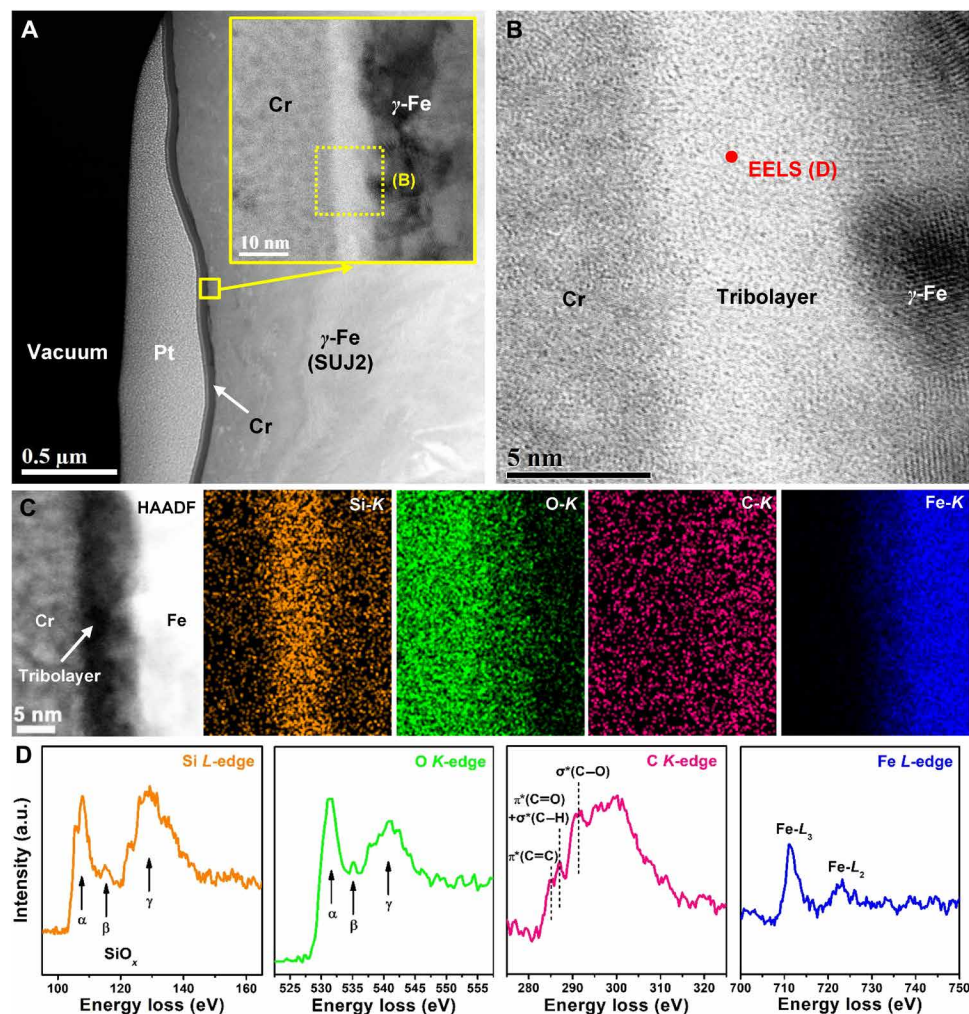 A
Cr
γ-Fe
(B)
10 nm
Vacuum
Pt
γ-Fe
(SUJ2)
Cr
0.5 µm
B
EELS (D)
Cr
Tribolayer
γ-Fe
5 nm
C
HAADF
Cr
Fe
Tribolayer
5 nm
Si-K
O-K
C-K
Fe-K
D
Intensity (a.u.)
Si L-edge
α
β
γ
SiOx
100 120 140 160
Energy loss (eV)
O K-edge
α
β
γ
525 530 535 540 545 550 555
Energy loss (eV)
C K-edge
σ*(C–O)
π*(C=O)
+σ*(C–H)
π*(C=C)
280 290 300 310 320
Energy loss (eV)
Fe L-edge
Fe-L3
Fe-L2
700 710 720 730 740 750
Energy loss (eV)